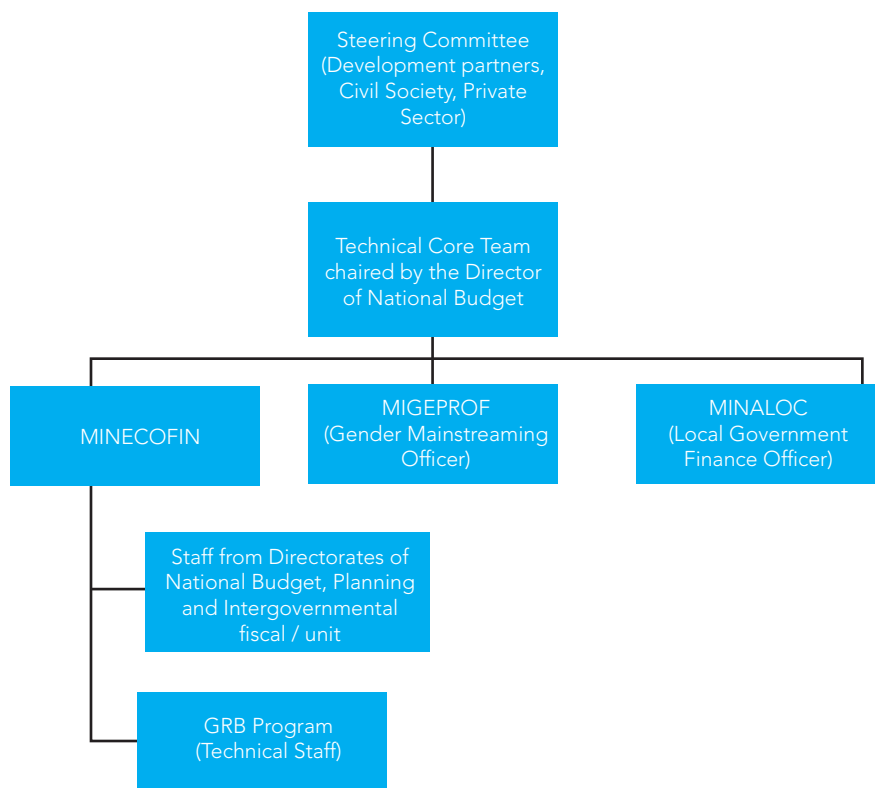 Steering Committee
(Development partners,
Civil Society, Private
Sector)
Technical Core Team
chaired by the Director
of National Budget
MINECOFIN
MIGEPROF
(Gender Mainstreaming
Officer)
MINALOC
(Local Government
Finance Officer)
Staff from Directorates of
National Budget, Planning
and Intergovernmental
fiscal / unit
GRB Program
(Technical Staff)